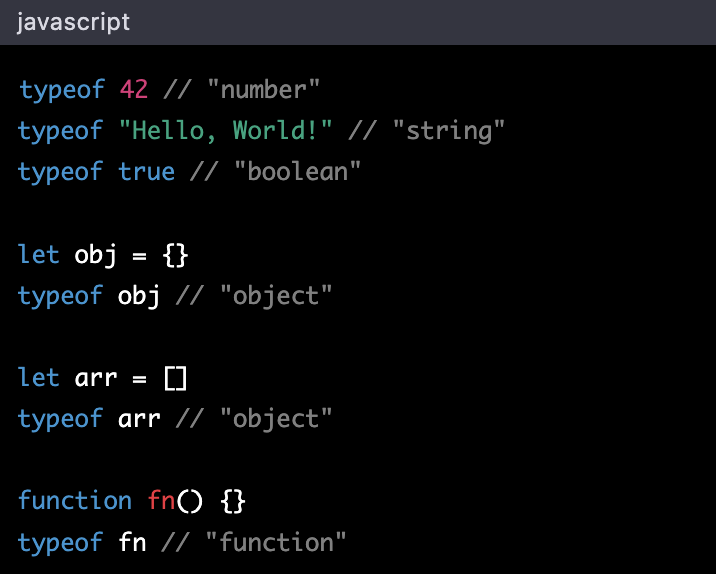 javascript
typeof 42 // "number"
typeof "Hello, World!" // "string"
typeof true // "boolean"
let obj = {}
typeof obj // "object"
let arr = []
typeof arr // "object"
function fn() {}
typeof fn // "function"